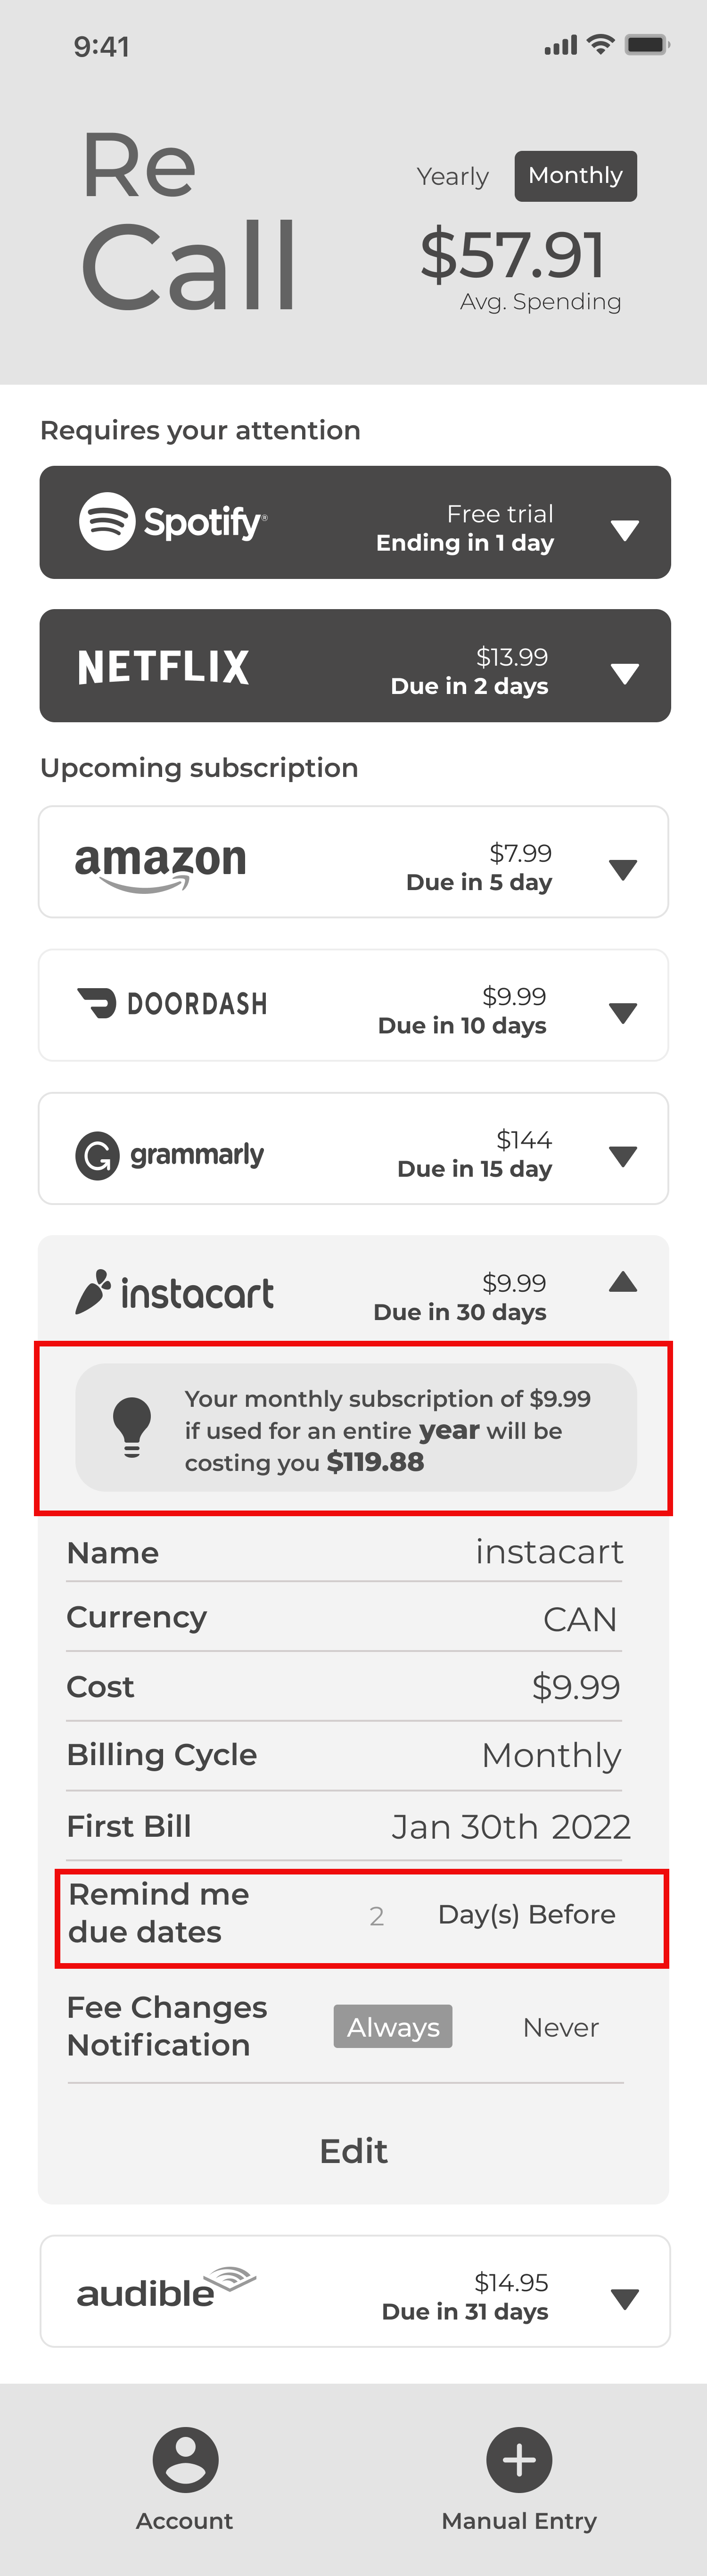 9:41
Re
Call
Yearly Monthly
$57.91
Avg. Spending
Requires your attention
Spotify®
Free trial
Ending in 1 day
NETFLIX
$13.99
Due in 2 days
Upcoming subscription
amazon
$7.99
Due in 5 day
DOORDASH
$9.99
Due in 10 days
G grammarly
$144
Due in 15 day
instacart
$9.99
Due in 30 days
Your monthly subscription of $9.99
if used for an entire year will be
costing you $119.88
Name instacart
Currency CAN
Cost $9.99
Billing Cycle Monthly
First Bill Jan 30th 2022
Remind me
due dates
2 Day(s) Before
Fee Changes
Notification
Always Never
Edit
audible
$14.95
Due in 31 days
Account Manual Entry